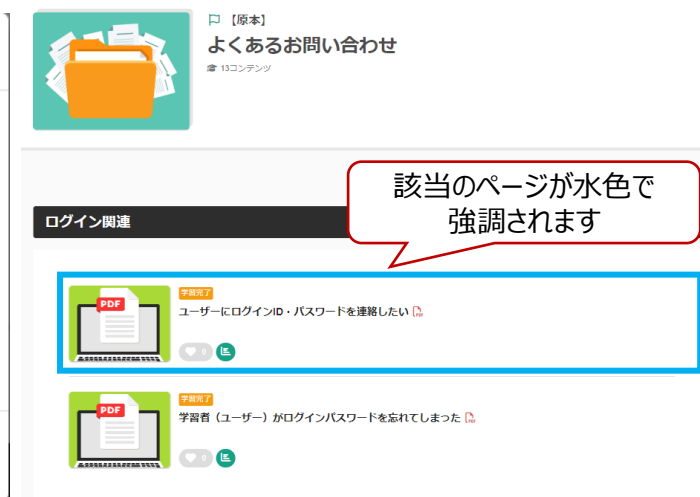 【原本】
よくあるお問い合わせ
13コンテンツ
該当のページが水色で
強調されます
ログイン関連
学習完了
PDF
ユーザーにログインID・パスワードを連絡したい
0
学習完了
PDF
学習者（ユーザー）がログインパスワードを忘れてしまった
0